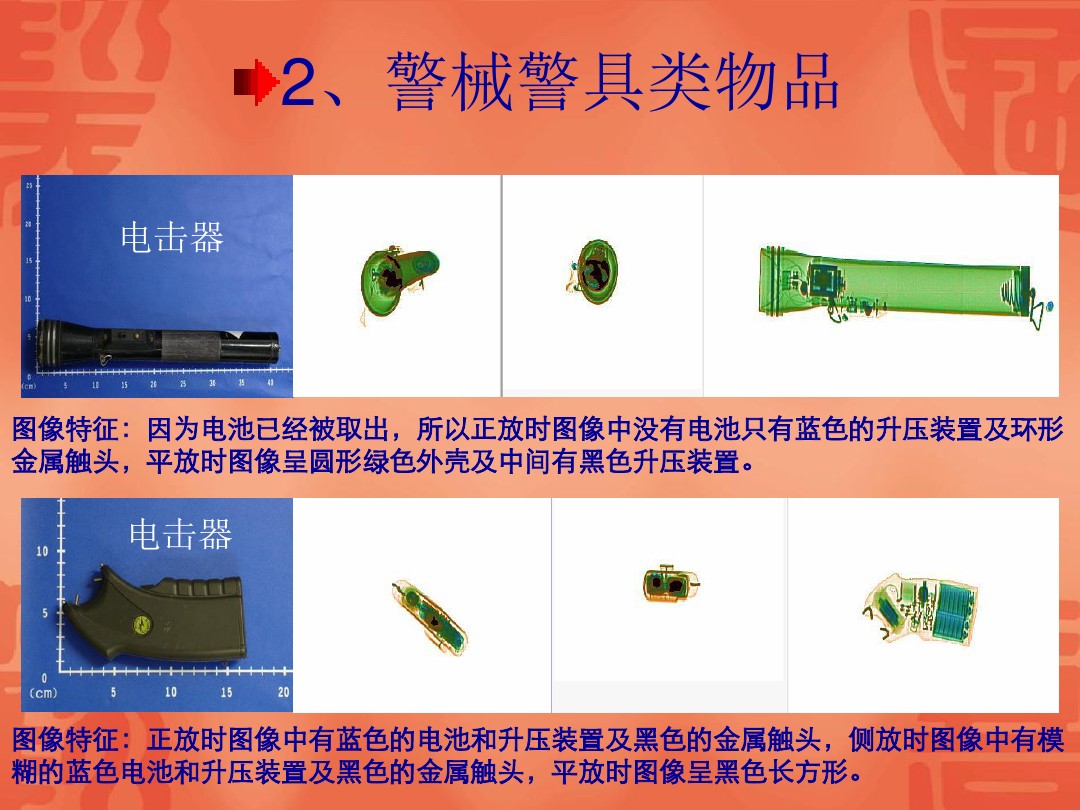 2、警械警具类物品
电击器
25
20
15
10
5
0
(cm) 5 10 15 20 25 30 35 40
图像特征：因为电池已经被取出，所以正放时图像中没有电池只有蓝色的升压装置及环形
金属触头，平放时图像呈圆形绿色外壳及中间有黑色升压装置。
电击器
10
5
0
(cm) 5 10 15 20
图像特征：正放时图像中有蓝色的电池和升压装置及黑色的金属触头，侧放时图像中有模
糊的蓝色电池和升压装置及黑色的金属触头，平放时图像呈黑色长方形。